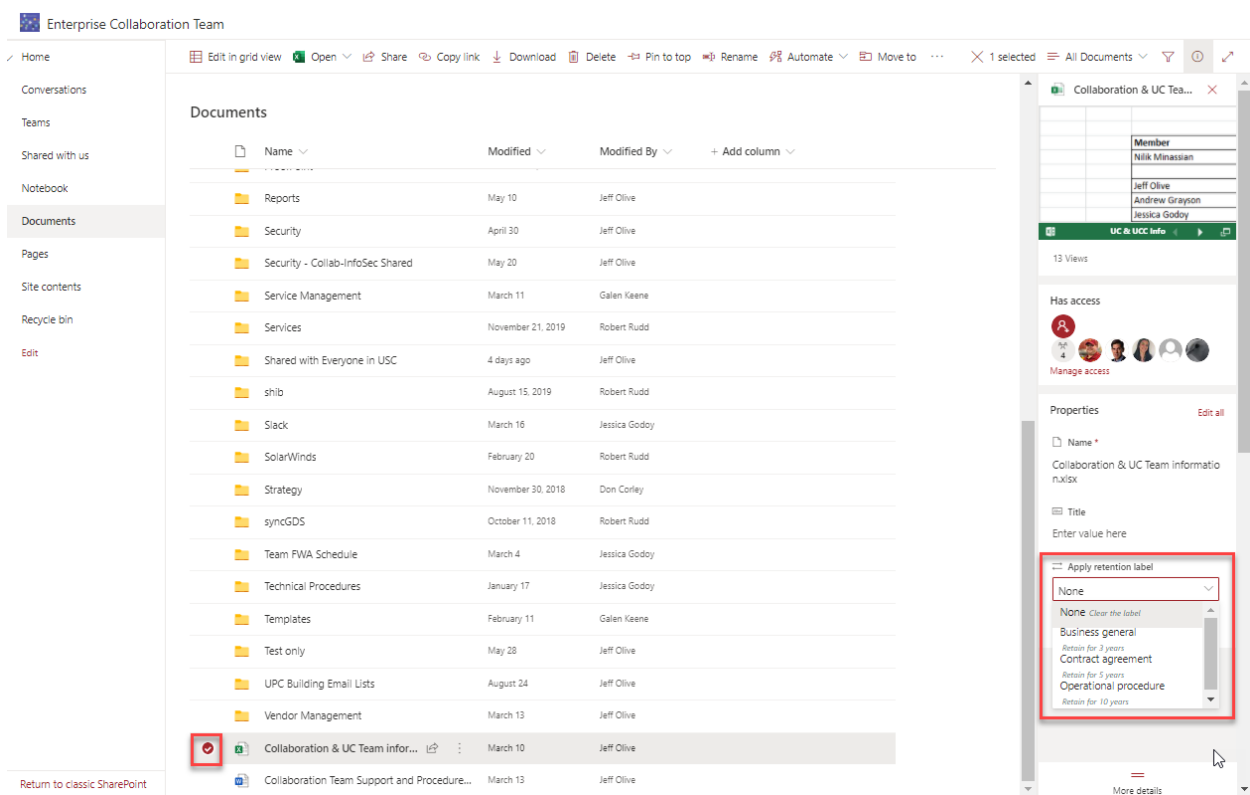 Enterprise Collaboration Team
Home
Conversations
Teams
Shared with us
Notebook
Documents
Pages
Site contents
Recycle bin
Edit
Return to classic SharePoint
Edit in grid view Open Share Copy link Download Delete Pin to top Rename Automate Move to ··· 1 selected All Documents
Documents
Name Modified Modified By + Add column
Reports May 10 Jeff Olive
Security April 30 Jeff Olive
Security - Collab-InfoSec Shared May 20 Jeff Olive
Service Management March 11 Galen Keene
Services November 21, 2019 Robert Rudd
Shared with Everyone in USC 4 days ago Jeff Olive
shib August 15, 2019 Robert Rudd
Slack March 16 Jessica Godoy
SolarWinds February 20 Robert Rudd
Strategy November 30, 2018 Don Corley
syncGDS October 11, 2018 Robert Rudd
Team FWA Schedule March 4 Jessica Godoy
Technical Procedures January 17 Jessica Godoy
Templates February 11 Galen Keene
Test only May 28 Jeff Olive
UPC Building Email Lists August 24 Jeff Olive
Vendor Management March 13 Jeff Olive
Collaboration & UC Team infor... March 10 Jeff Olive
Collaboration Team Support and Procedure... March 13 Jeff Olive
Collaboration & UC Tea...
Member
Nilik Minassian
Jeff Olive
Andrew Grayson
Jessica Godoy
UC & UCC Info
13 Views
Has access
4
Manage access
Properties Edit all
Name *
Collaboration & UC Team informatio
n.xlsx
Title
Enter value here
Apply retention label
None
None Clear the label
Business general
Retain for 3 years
Contract agreement
Retain for 5 years
Operational procedure
Retain for 10 years
More details